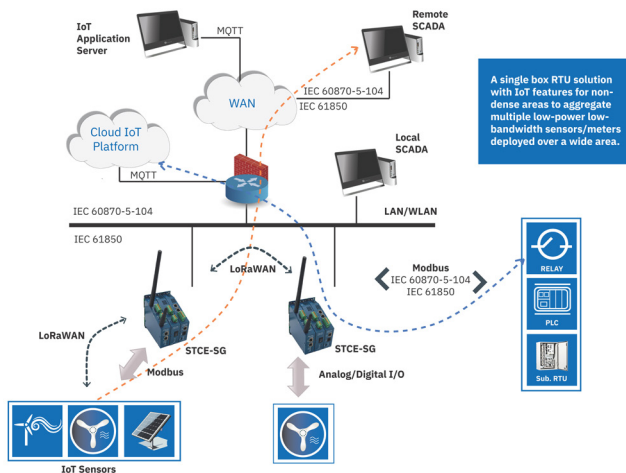 IoT
Application
Server
MQTT
Remote
SCADA
WAN
IEC 60870-5-104
IEC 61850
A single box RTU solution
with IoT features for non-
dense areas to aggregate
multiple low-power low-
bandwidth sensors/meters
deployed over a wide area.
Cloud IoT
Platform
MQTT
Local
SCADA
IEC 60870-5-104
LAN/WLAN
IEC 61850
LoRaWAN
Modbus
IEC 60870-5-104
IEC 61850
RELAY
PLC
Sub. RTU
LoRaWAN
STCE-SG
STCE-SG
Modbus
Analog/Digital I/O
IoT Sensors